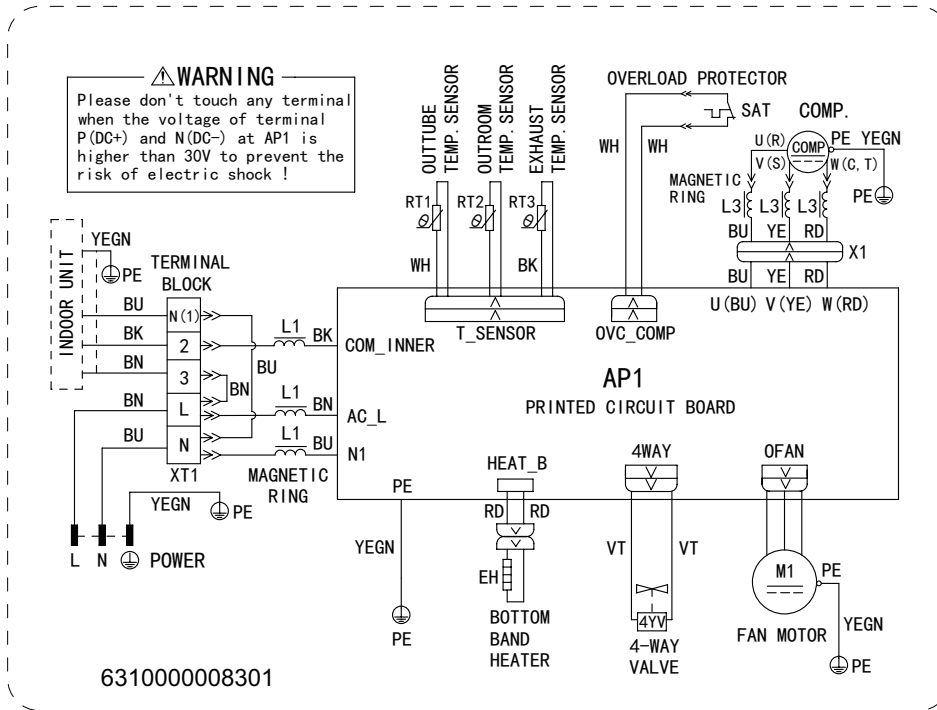 ⚠WARNING
Please don't touch any terminal
when the voltage of terminal
P(DC+) and N(DC-) at AP1 is
higher than 30V to prevent the
risk of electric shock !
OUTTUBE
TEMP. SENSOR
OUTROOM
TEMP. SENSOR
EXHAUST
TEMP. SENSOR
RT1
RT2
RT3
WH
BK
T_SENSOR
OVERLOAD PROTECTOR
SAT
WH
WH
OVC_COMP
COMP.
U(R)
COMP
PE YEGN
V(S)
W(C, T)
PE
MAGNETIC
RING
L3
L3
L3
BU
YE
RD
X1
BU
YE
RD
U(BU) V(YE) W(RD)
INDOOR UNIT
YEGN
PE
TERMINAL
BLOCK
BU
N(1)
BK
2
BN
3
BN
L
BU
N
XT1
BU
BN
L1
BK
COM_INNER
L1
BN
AC_L
L1
BU
N1
MAGNETIC
RING
AP1
PRINTED CIRCUIT BOARD
YEGN
PE
L N POWER
PE
YEGN
PE
HEAT_B
RD
RD
EH
BOTTOM
BAND
HEATER
4WAY
VT
VT
4YV
4-WAY
VALVE
OFAN
M1
PE
YEGN
FAN MOTOR
PE
6310000008301